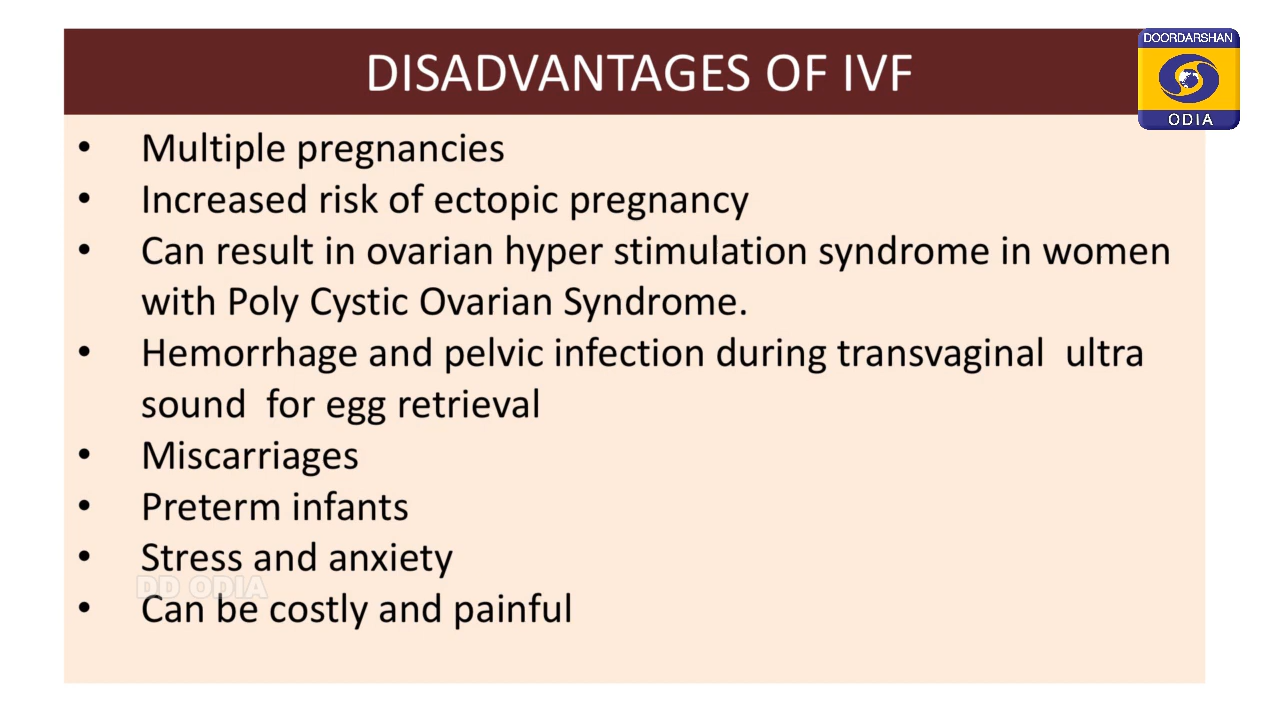 DISADVANTAGES OF IVF
DOORDARSHAN
ODIA
• Multiple pregnancies
• Increased risk of ectopic pregnancy
• Can result in ovarian hyper stimulation syndrome in women
with Poly Cystic Ovarian Syndrome.
• Hemorrhage and pelvic infection during transvaginal  ultra
sound  for egg retrieval
• Miscarriages
• Preterm infants
• Stress and anxiety
DD ODIA
• Can be costly and painful